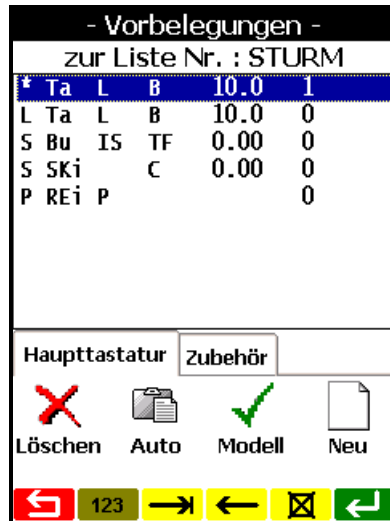 - Vorbelegungen -
zur Liste Nr. : STURM
* Ta L B 10.0 1
L Ta L B 10.0 0
S Bu IS TF 0.00 0
S SKi C 0.00 0
P REi P 0
Haupttastatur Zubehör
Löschen Auto Modell Neu
123